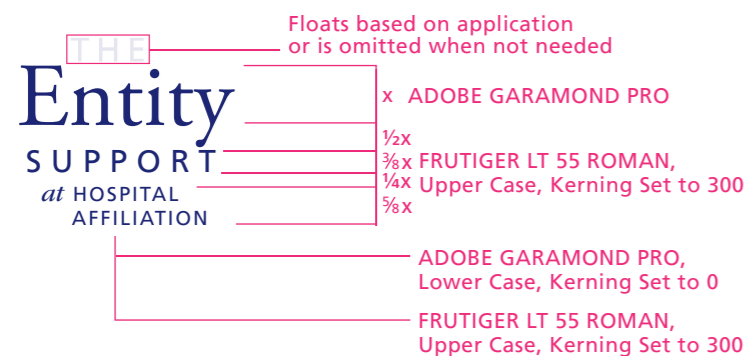 Floats based on application
or is omitted when not needed
THE
Entity
SUPPORT
at HOSPITAL
AFFILIATION
x ADOBE GARAMOND PRO
½x
⅜x FRUTIGER LT 55 ROMAN,
¼x Upper Case, Kerning Set to 300
⅝x
ADOBE GARAMOND PRO,
Lower Case, Kerning Set to 0
FRUTIGER LT 55 ROMAN,
Upper Case, Kerning Set to 300